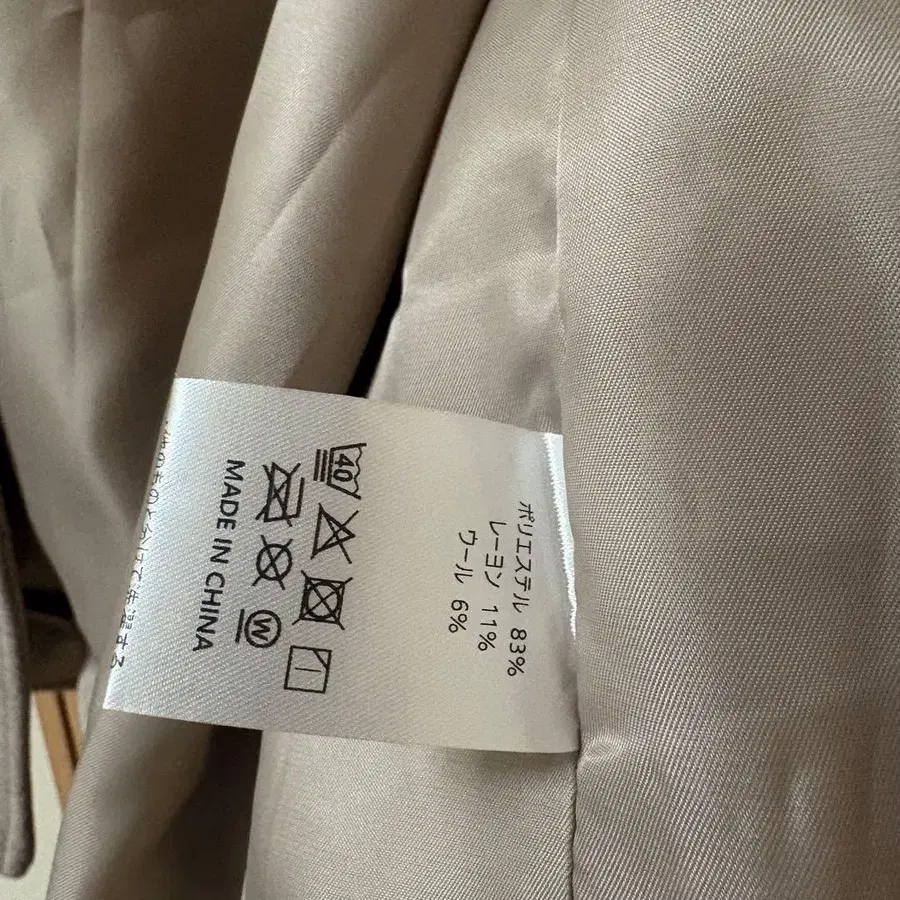 ポリエステル 83%
レーヨン 11%
ウール 6%
40
W
MADE IN CHINA